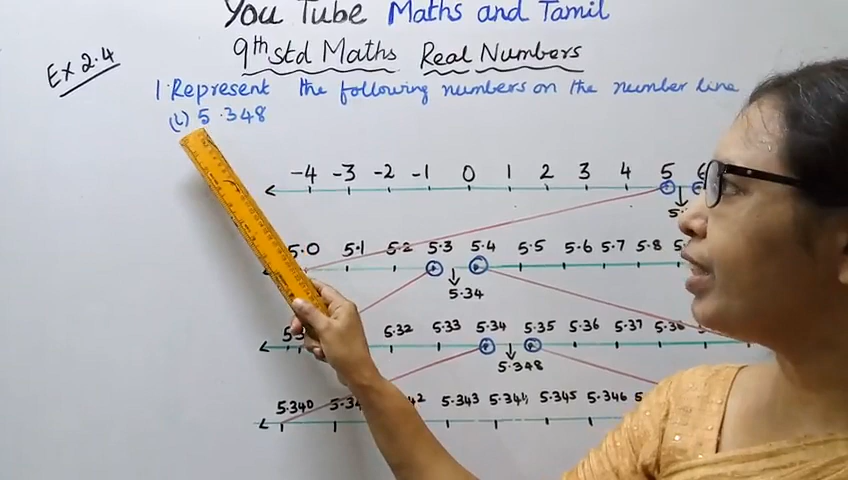 You Tube Maths and Tamil
9th std Maths Real Numbers
Ex 2.4
1. Represent the following numbers on the number line
(i) 5.348
-4 -3 -2 -1 0 1 2 3 4 5 6
5.0 5.1 5.2 5.3 5.4 5.5 5.6 5.7 5.8
5.34
5.32 5.33 5.34 5.35 5.36 5.37 5.38
5.348
5.340 5.343 5.344 5.345 5.346